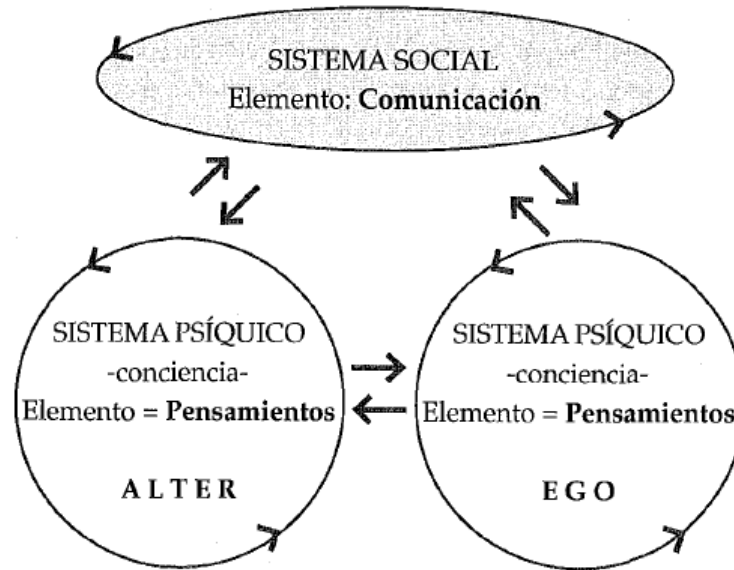 SISTEMA SOCIAL
Elemento: Comunicación
SISTEMA PSÍQUICO
-conciencia-
Elemento = Pensamientos
ALTER
SISTEMA PSÍQUICO
-conciencia-
Elemento = Pensamientos
EGO